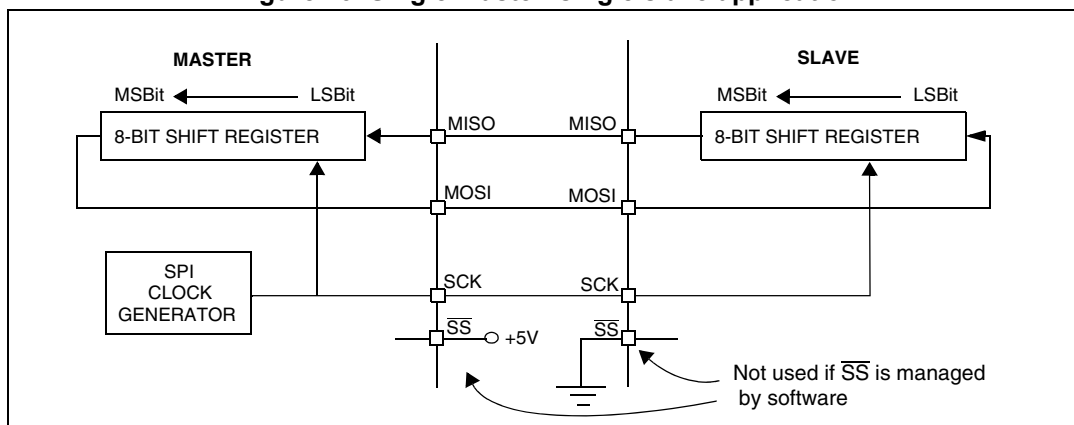 MASTER
SLAVE
MSBit
LSBit
MSBit
LSBit
8-BIT SHIFT REGISTER
MISO
MISO
8-BIT SHIFT REGISTER
MOSI
MOSI
SPI
CLOCK
GENERATOR
SCK
SCK
SS
+5V
SS
Not used if SS is managed
by software